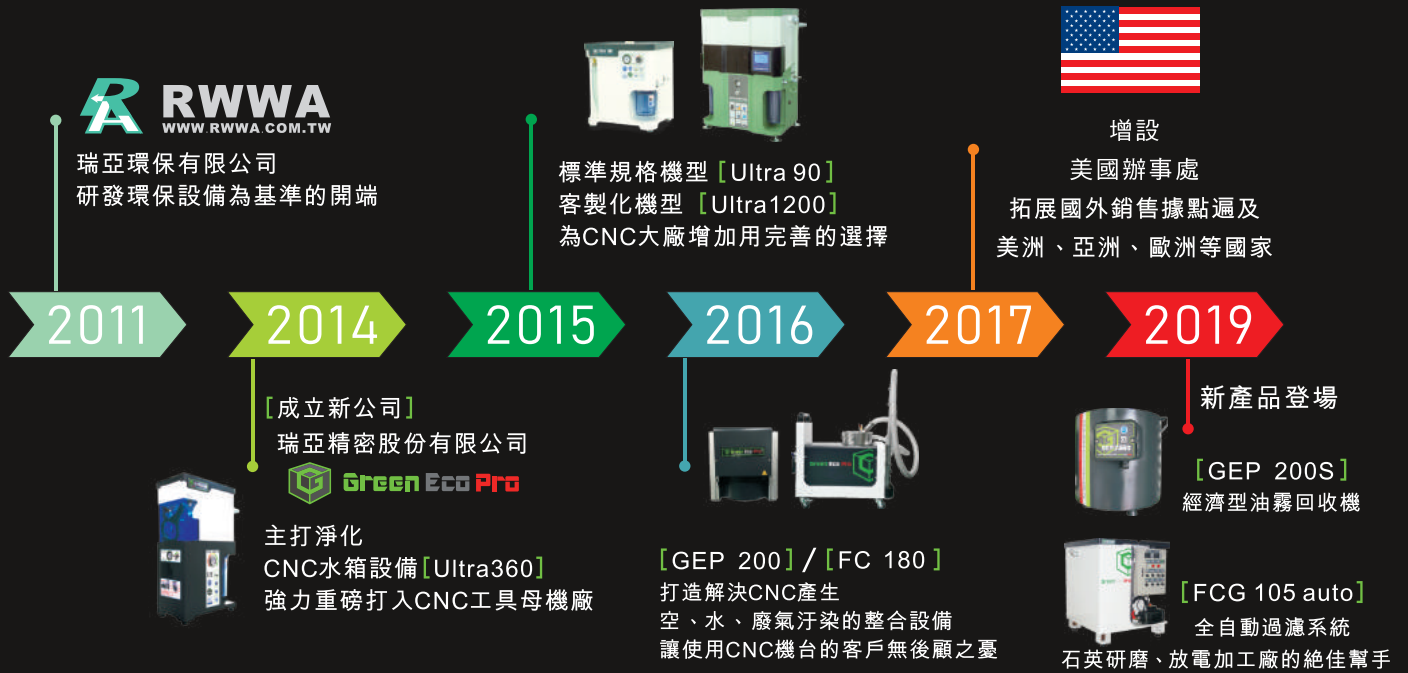 RWWA
WWW.RWWA.COM.TW
瑞亞環保有限公司
研發環保設備為基準的開端
標準規格機型 [Ultra 90]
客製化機型 [Ultra1200]
為CNC大廠增加用完善的選擇
增設
美國辦事處
拓展國外銷售據點遍及
美洲、亞洲、歐洲等國家
2011
2014
2015
2016
2017
2019
[成立新公司]
瑞亞精密股份有限公司
Green Eco Pro
主打淨化
CNC水箱設備[Ultra360]
強力重磅打入CNC工具母機廠
[GEP 200] / [FC 180]
打造解決CNC產生
空、水、廢氣汙染的整合設備
讓使用CNC機台的客戶無後顧之憂
新產品登場
[GEP 200S]
經濟型油霧回收機
[FCG 105 auto]
全自動過濾系統
石英研磨、放電加工廠的絶佳幫手